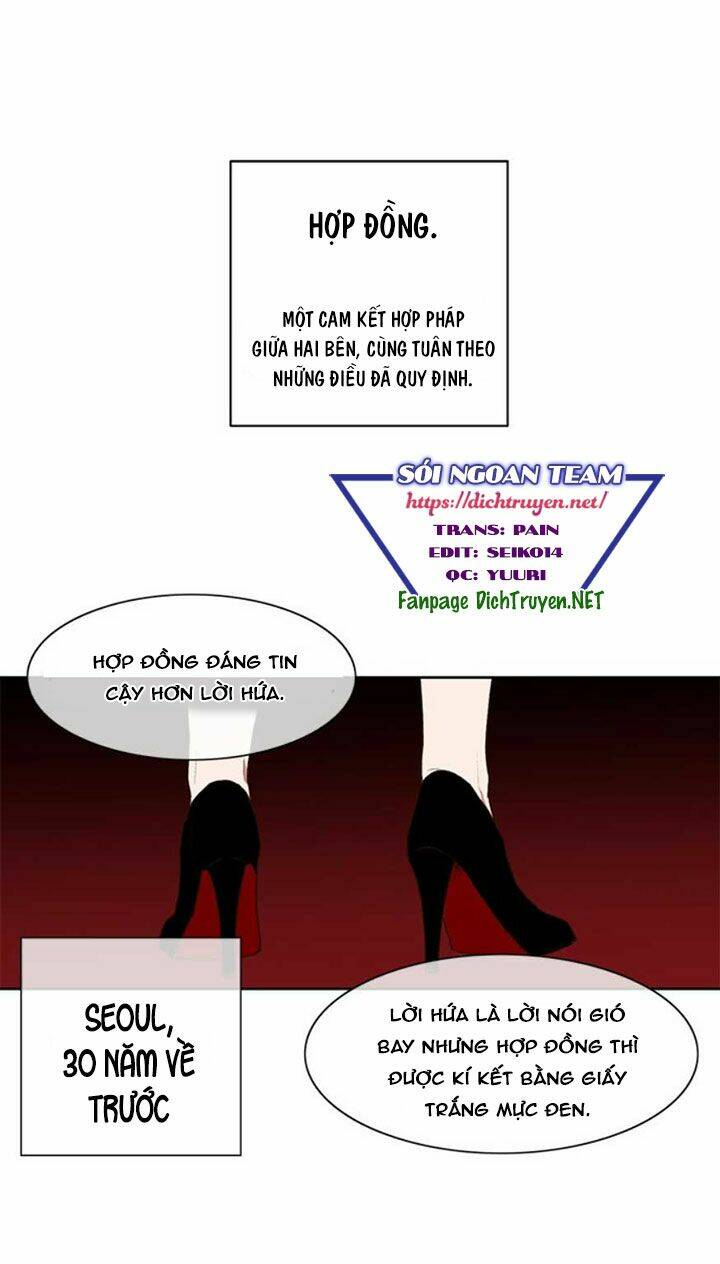 HỢP ĐỒNG.
MỘT CAM KẾT HỢP PHÁP
GIỮA HAI BÊN, CÙNG TUÂN THEO
NHỮNG ĐIỀU ĐÃ QUY ĐỊNH.
SÓI NGOAN TEAM
https://dichtruyen.net/
TRANS: PAIN
EDIT: SEIKO14
QC: YUURI
Fanpage DichTruyen.NET
HỢP ĐỒNG ĐÁNG TIN
CẬY HƠN LỜI HỨA.
SEOUL,
30 NĂM VỀ
TRƯỚC
LỜI HỨA LÀ LỜI NÓI GIÓ
BAY NHƯNG HỢP ĐỒNG THÌ
ĐƯỢC KÍ KẾT BẰNG GIẤY
TRẮNG MỰC ĐEN.